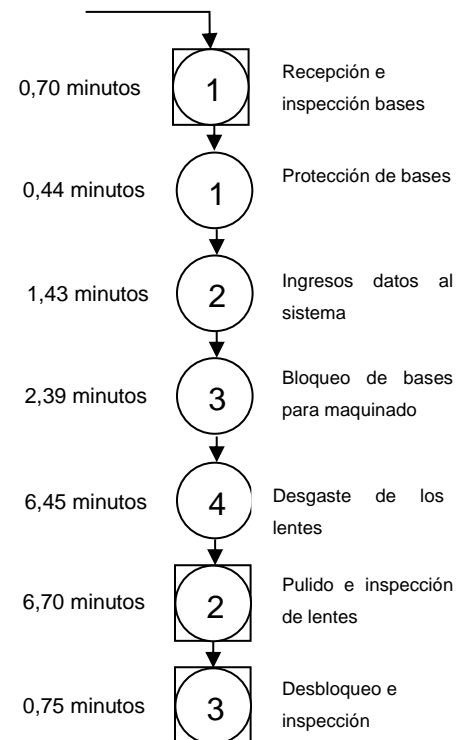 0,70 minutos
1
Recepción e
inspección bases
0,44 minutos
1
Protección de bases
1,43 minutos
2
Ingresos datos al
sistema
2,39 minutos
3
Bloqueo de bases
para maquinado
6,45 minutos
4
Desgaste de los
lentes
6,70 minutos
2
Pulido e inspección
de lentes
0,75 minutos
3
Desbloqueo e
inspección